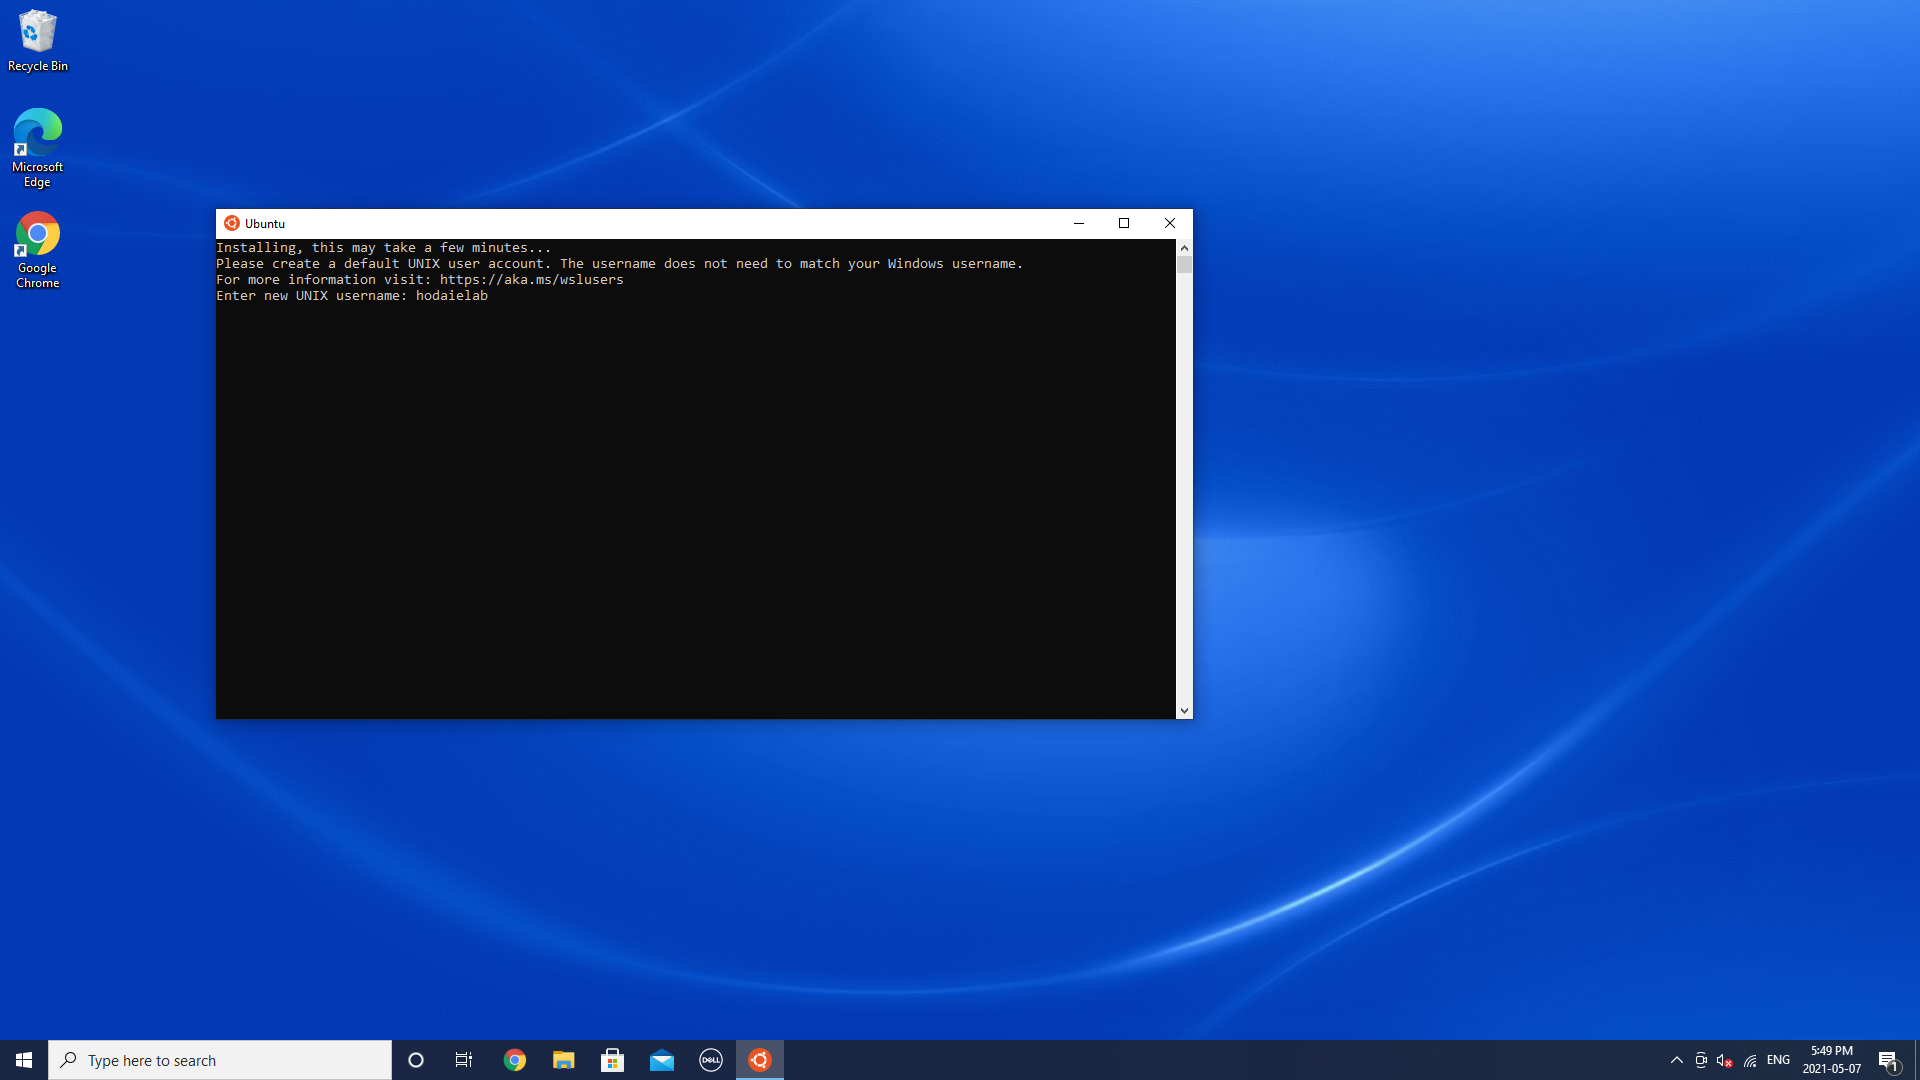 Recycle Bin
Microsoft
Edge
Google
Chrome
Ubuntu
Installing, this may take a few minutes...
Please create a default UNIX user account. The username does not need to match your Windows username.
For more information visit: https://aka.ms/wslusers
Enter new UNIX username: hodaielab
Type here to search
DELL
ENG
5:49 PM
2021-05-07
1